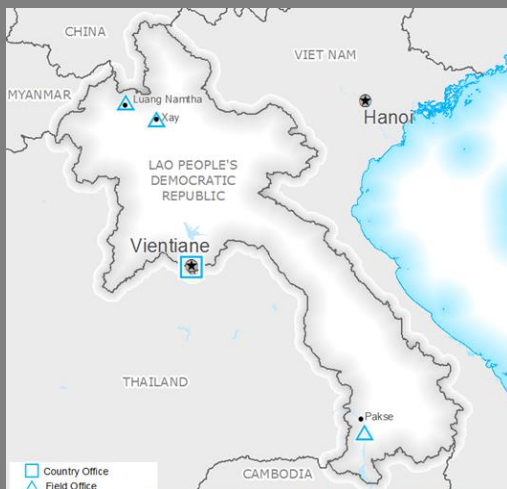 CHINA
VIET NAM
MYANMAR
Luang Namtha
Hanoi
Xay
LAO PEOPLE'S
DEMOCRATIC
REPUBLIC
Vientiane
THAILAND
Pakse
CAMBODIA
Country Office
Field Office